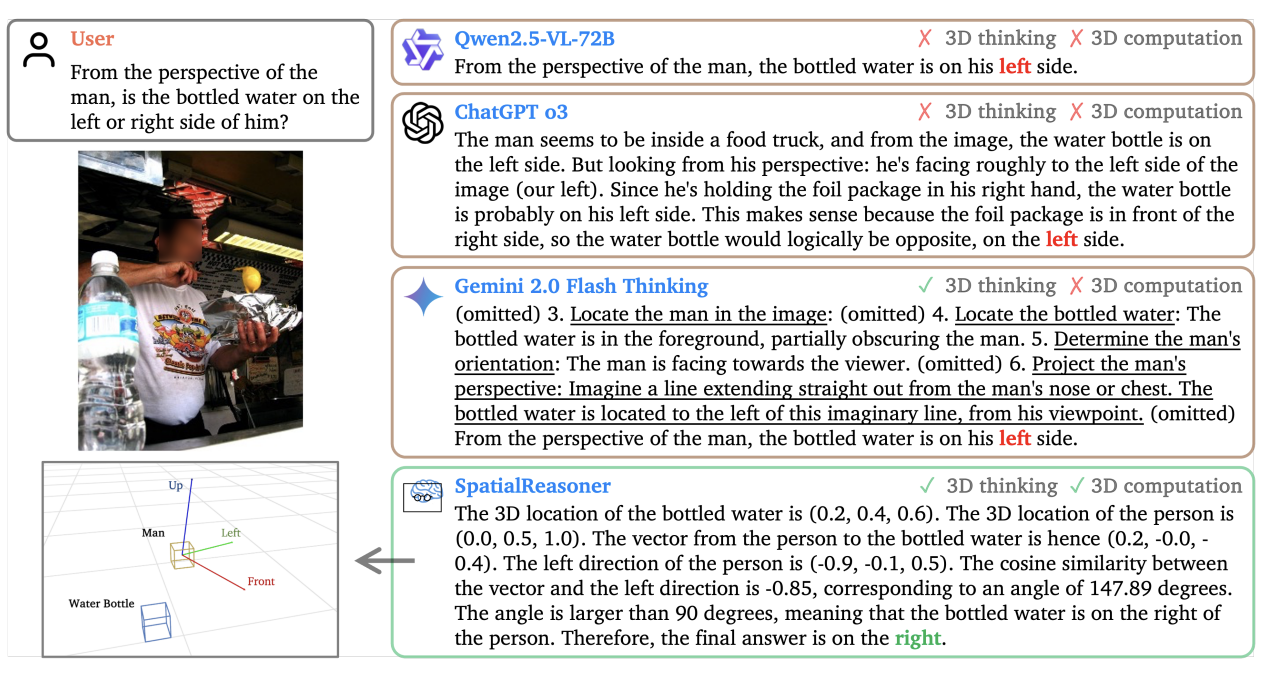 User
From the perspective of the
man, is the bottled water on the
left or right side of him?
Up
Man
Left
Front
Water Bottle
Qwen2.5-VL-72B ✗ 3D thinking ✗ 3D computation
From the perspective of the man, the bottled water is on his left side.
ChatGPT o3 ✗ 3D thinking ✗ 3D computation
The man seems to be inside a food truck, and from the image, the water bottle is on
the left side. But looking from his perspective: he's facing roughly to the left side of the
image (our left). Since he's holding the foil package in his right hand, the water bottle
is probably on his left side. This makes sense because the foil package is in front of the
right side, so the water bottle would logically be opposite, on the left side.
Gemini 2.0 Flash Thinking ✓ 3D thinking ✗ 3D computation
(omitted) 3. Locate the man in the image: (omitted) 4. Locate the bottled water: The
bottled water is in the foreground, partially obscuring the man. 5. Determine the man's
orientation: The man is facing towards the viewer. (omitted) 6. Project the man's
perspective: Imagine a line extending straight out from the man's nose or chest. The
bottled water is located to the left of this imaginary line, from his viewpoint. (omitted)
From the perspective of the man, the bottled water is on his left side.
SpatialReasoner ✓ 3D thinking ✓ 3D computation
The 3D location of the bottled water is (0.2, 0.4, 0.6). The 3D location of the person is
(0.0, 0.5, 1.0). The vector from the person to the bottled water is hence (0.2, -0.0, -
0.4). The left direction of the person is (-0.9, -0.1, 0.5). The cosine similarity between
the vector and the left direction is -0.85, corresponding to an angle of 147.89 degrees.
The angle is larger than 90 degrees, meaning that the bottled water is on the right of
the person. Therefore, the final answer is on the right.